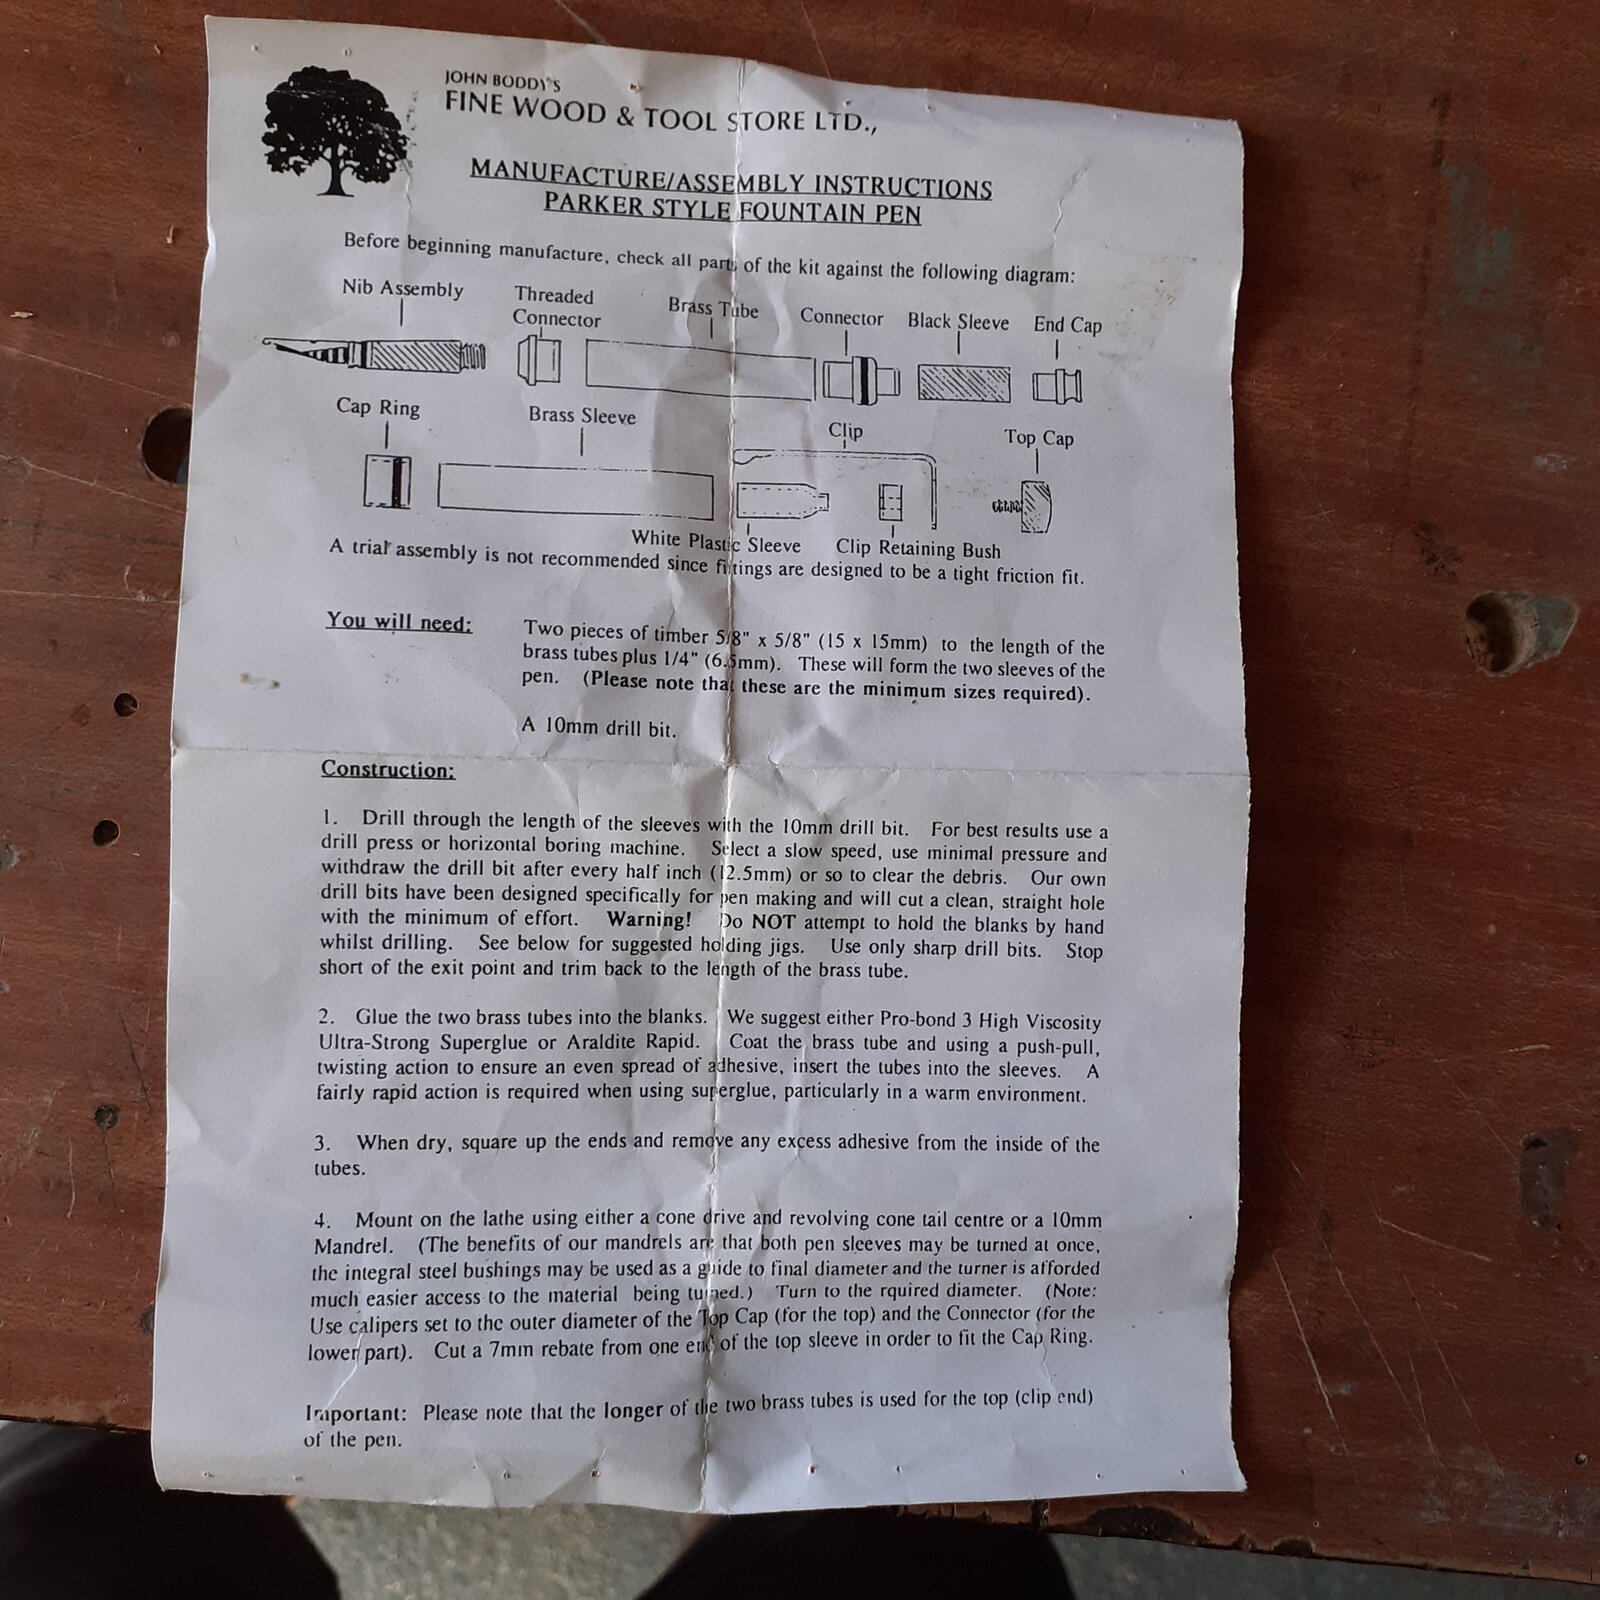 JOHN BODDY'S
FINE WOOD & TOOL STORE LTD.,
MANUFACTURE/ASSEMBLY INSTRUCTIONS
PARKER STYLE FOUNTAIN PEN
Before beginning manufacture, check all parts of the kit against the following diagram:
Nib Assembly
Threaded
Connector
Brass Tube
Connector
Black Sleeve
End Cap
Cap Ring
Brass Sleeve
Clip
Top Cap
White Plastic Sleeve
Clip Retaining Bush
A trial assembly is not recommended since fittings are designed to be a tight friction fit.
You will need:
Two pieces of timber 5/8" x 5/8" (15 x 15mm) to the length of the
brass tubes plus 1/4" (6.5mm). These will form the two sleeves of the
pen. (Please note that these are the minimum sizes required).
A 10mm drill bit.
Construction:
1. Drill through the length of the sleeves with the 10mm drill bit. For best results use a
drill press or horizontal boring machine. Select a slow speed, use minimal pressure and
withdraw the drill bit after every half inch (12.5mm) or so to clear the debris. Our own
drill bits have been designed specifically for pen making and will cut a clean, straight hole
with the minimum of effort. Warning! Do NOT attempt to hold the blanks by hand
whilst drilling. See below for suggested holding jigs. Use only sharp drill bits. Stop
short of the exit point and trim back to the length of the brass tube.
2. Glue the two brass tubes into the blanks. We suggest either Pro-bond 3 High Viscosity
Ultra-Strong Superglue or Araldite Rapid. Coat the brass tube and using a push-pull,
twisting action to ensure an even spread of adhesive, insert the tubes into the sleeves. A
fairly rapid action is required when using superglue, particularly in a warm environment.
3. When dry, square up the ends and remove any excess adhesive from the inside of the
tubes.
4. Mount on the lathe using either a cone drive and revolving cone tail centre or a 10mm
Mandrel. (The benefits of our mandrels are that both pen sleeves may be turned at once,
the integral steel bushings may be used as a guide to final diameter and the turner is afforded
much easier access to the material being turned.) Turn to the rquired diameter. (Note:
Use calipers set to the outer diameter of the Top Cap (for the top) and the Connector (for the
lower part). Cut a 7mm rebate from one end of the top sleeve in order to fit the Cap Ring.
Important: Please note that the longer of the two brass tubes is used for the top (clip end)
of the pen.